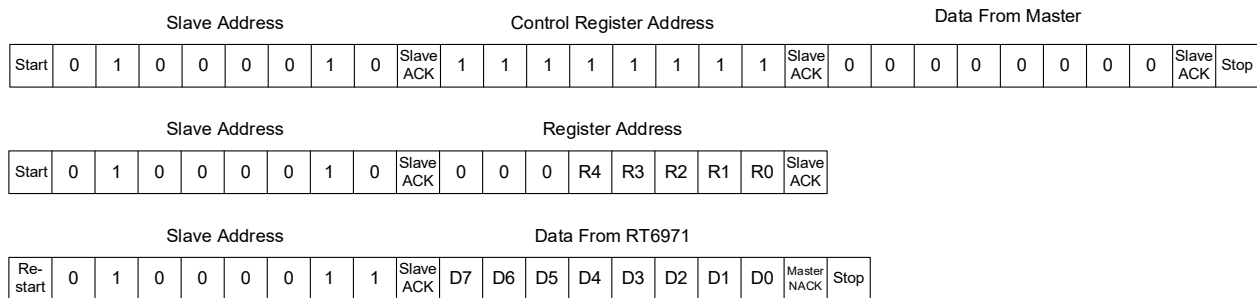 Slave Address Control Register Address Data From Master
Start 0 1 0 0 0 0 1 0 Slave ACK 1 1 1 1 1 1 1 1 Slave ACK 0 0 0 0 0 0 0 0 Slave ACK Stop
Slave Address Register Address
Start 0 1 0 0 0 0 1 0 Slave ACK 0 0 0 R4 R3 R2 R1 R0 Slave ACK
Slave Address Data From RT6971
Re-start 0 1 0 0 0 0 1 1 Slave ACK D7 D6 D5 D4 D3 D2 D1 D0 Master NACK Stop